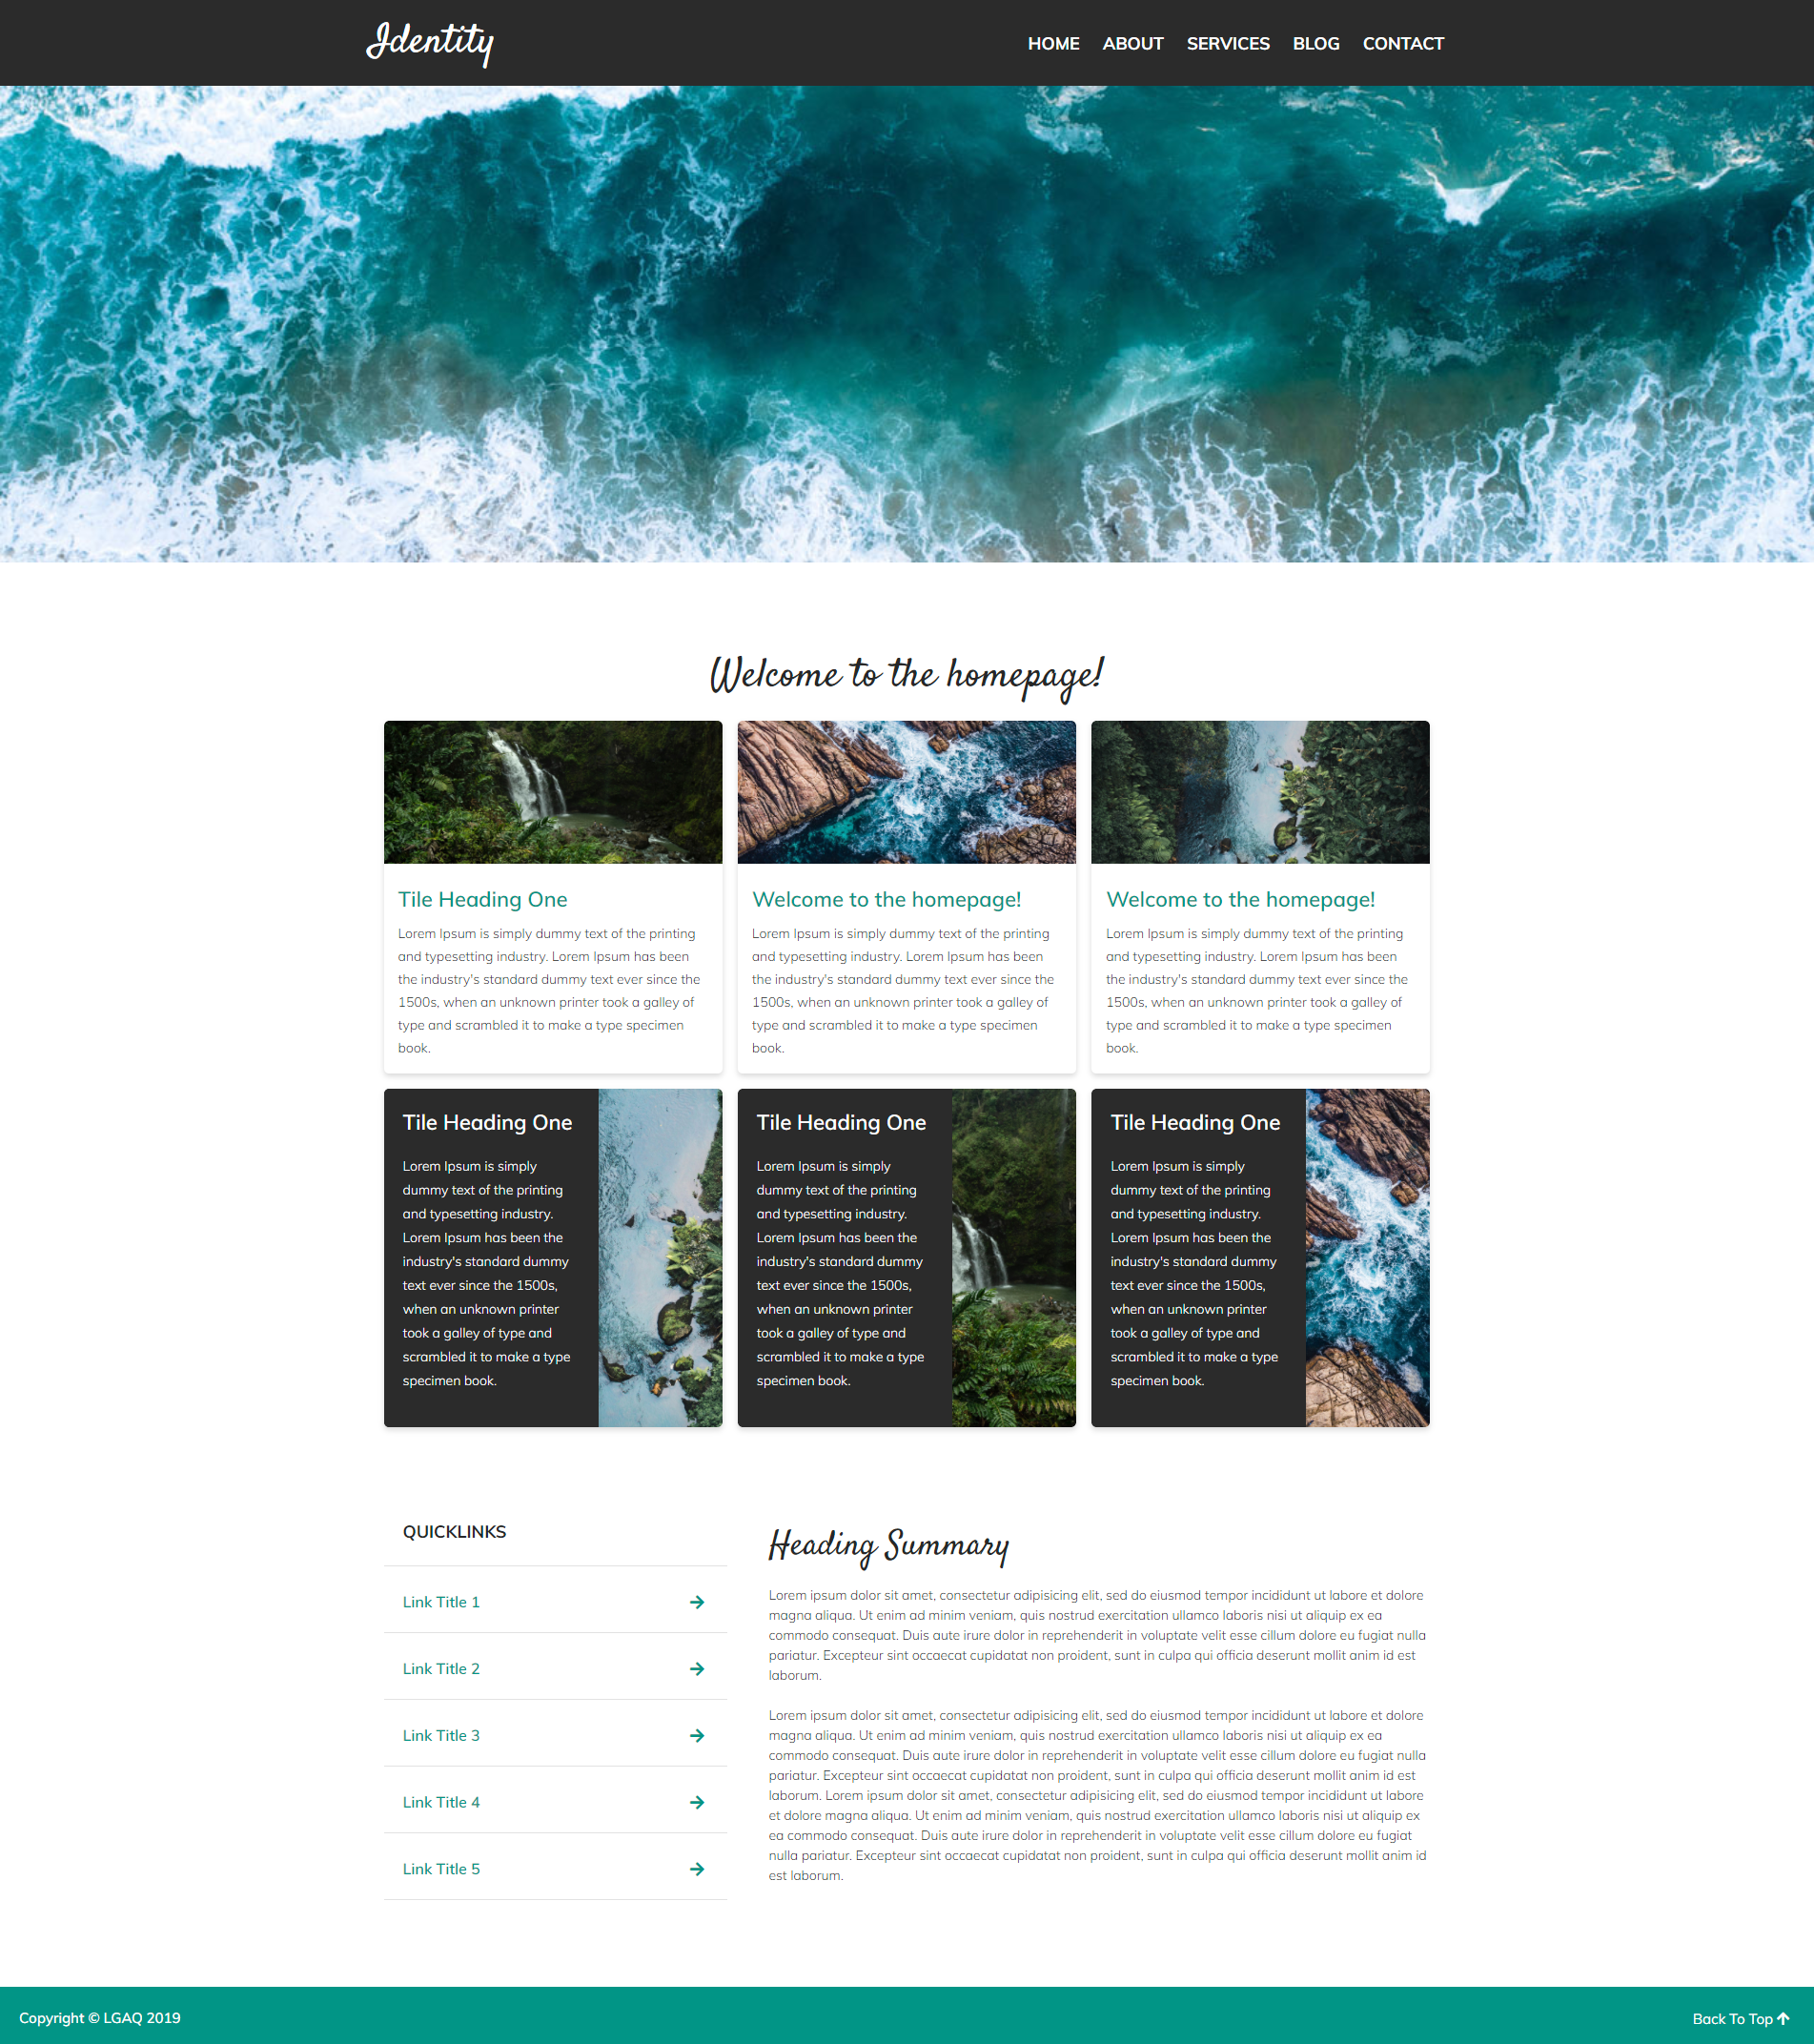 Identity
HOME ABOUT SERVICES BLOG CONTACT
Welcome to the homepage!
Tile Heading One
Lorem Ipsum is simply dummy text of the printing
and typesetting industry. Lorem Ipsum has been
the industry's standard dummy text ever since the
1500s, when an unknown printer took a galley of
type and scrambled it to make a type specimen
book.
Welcome to the homepage!
Lorem Ipsum is simply dummy text of the printing
and typesetting industry. Lorem Ipsum has been
the industry's standard dummy text ever since the
1500s, when an unknown printer took a galley of
type and scrambled it to make a type specimen
book.
Welcome to the homepage!
Lorem Ipsum is simply dummy text of the printing
and typesetting industry. Lorem Ipsum has been
the industry's standard dummy text ever since the
1500s, when an unknown printer took a galley of
type and scrambled it to make a type specimen
book.
Tile Heading One
Lorem Ipsum is simply
dummy text of the printing
and typesetting industry.
Lorem Ipsum has been the
industry's standard dummy
text ever since the 1500s,
when an unknown printer
took a galley of type and
scrambled it to make a type
specimen book.
Tile Heading One
Lorem Ipsum is simply
dummy text of the printing
and typesetting industry.
Lorem Ipsum has been the
industry's standard dummy
text ever since the 1500s,
when an unknown printer
took a galley of type and
scrambled it to make a type
specimen book.
Tile Heading One
Lorem Ipsum is simply
dummy text of the printing
and typesetting industry.
Lorem Ipsum has been the
industry's standard dummy
text ever since the 1500s,
when an unknown printer
took a galley of type and
scrambled it to make a type
specimen book.
QUICKLINKS
Link Title 1
Link Title 2
Link Title 3
Link Title 4
Link Title 5
Heading Summary
Lorem ipsum dolor sit amet, consectetur adipisicing elit, sed do eiusmod tempor incididunt ut labore et dolore
magna aliqua. Ut enim ad minim veniam, quis nostrud exercitation ullamco laboris nisi ut aliquip ex ea
commodo consequat. Duis aute irure dolor in reprehenderit in voluptate velit esse cillum dolore eu fugiat nulla
pariatur. Excepteur sint occaecat cupidatat non proident, sunt in culpa qui officia deserunt mollit anim id est
laborum.
Lorem ipsum dolor sit amet, consectetur adipisicing elit, sed do eiusmod tempor incididunt ut labore et dolore
magna aliqua. Ut enim ad minim veniam, quis nostrud exercitation ullamco laboris nisi ut aliquip ex ea
commodo consequat. Duis aute irure dolor in reprehenderit in voluptate velit esse cillum dolore eu fugiat nulla
pariatur. Excepteur sint occaecat cupidatat non proident, sunt in culpa qui officia deserunt mollit anim id est
laborum. Lorem ipsum dolor sit amet, consectetur adipisicing elit, sed do eiusmod tempor incididunt ut labore
et dolore magna aliqua. Ut enim ad minim veniam, quis nostrud exercitation ullamco laboris nisi ut aliquip ex
ea commodo consequat. Duis aute irure dolor in reprehenderit in voluptate velit esse cillum dolore eu fugiat
nulla pariatur. Excepteur sint occaecat cupidatat non proident, sunt in culpa qui officia deserunt mollit anim id
est laborum.
Copyright © LGAQ 2019
Back To Top